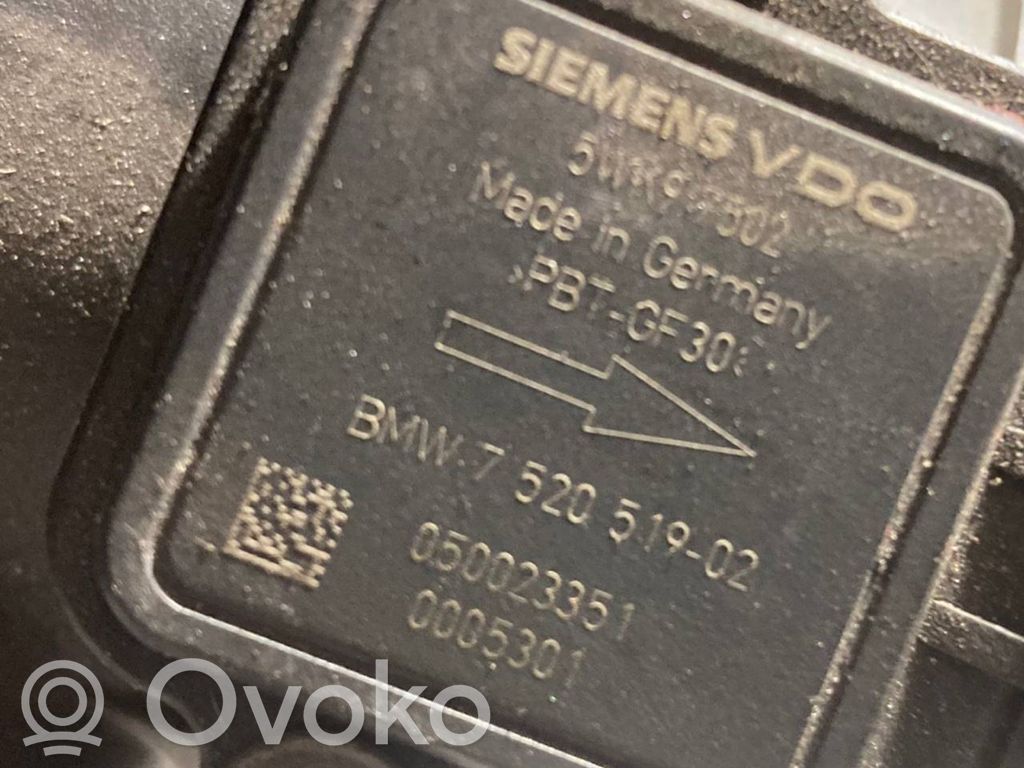 SIEMENS VDO
Made in Germany
>PBT-GF30<
BMW: 7 520 519-02
050023351
0005301
Ovoko